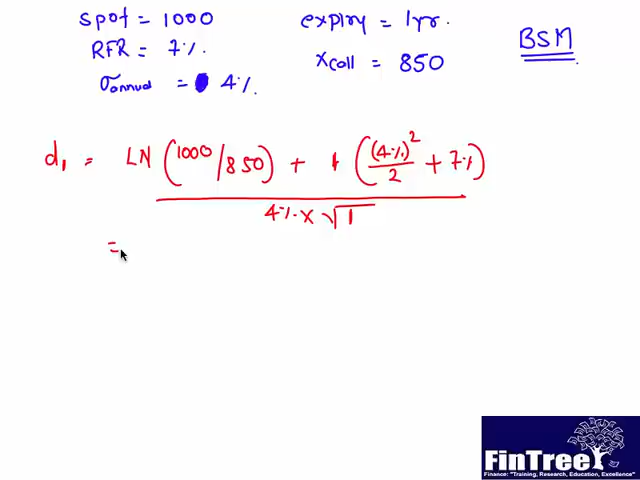 spot = 1000 expiry = 1yr. BSM
RFR = 7% Xcall = 850
σannual = 4%.
d1 = LN (1000/850) + 1 ((4%)²/2 + 7%)
4% x √1
=
FinTree
Finance: "Training, Research, Education, Excellence"